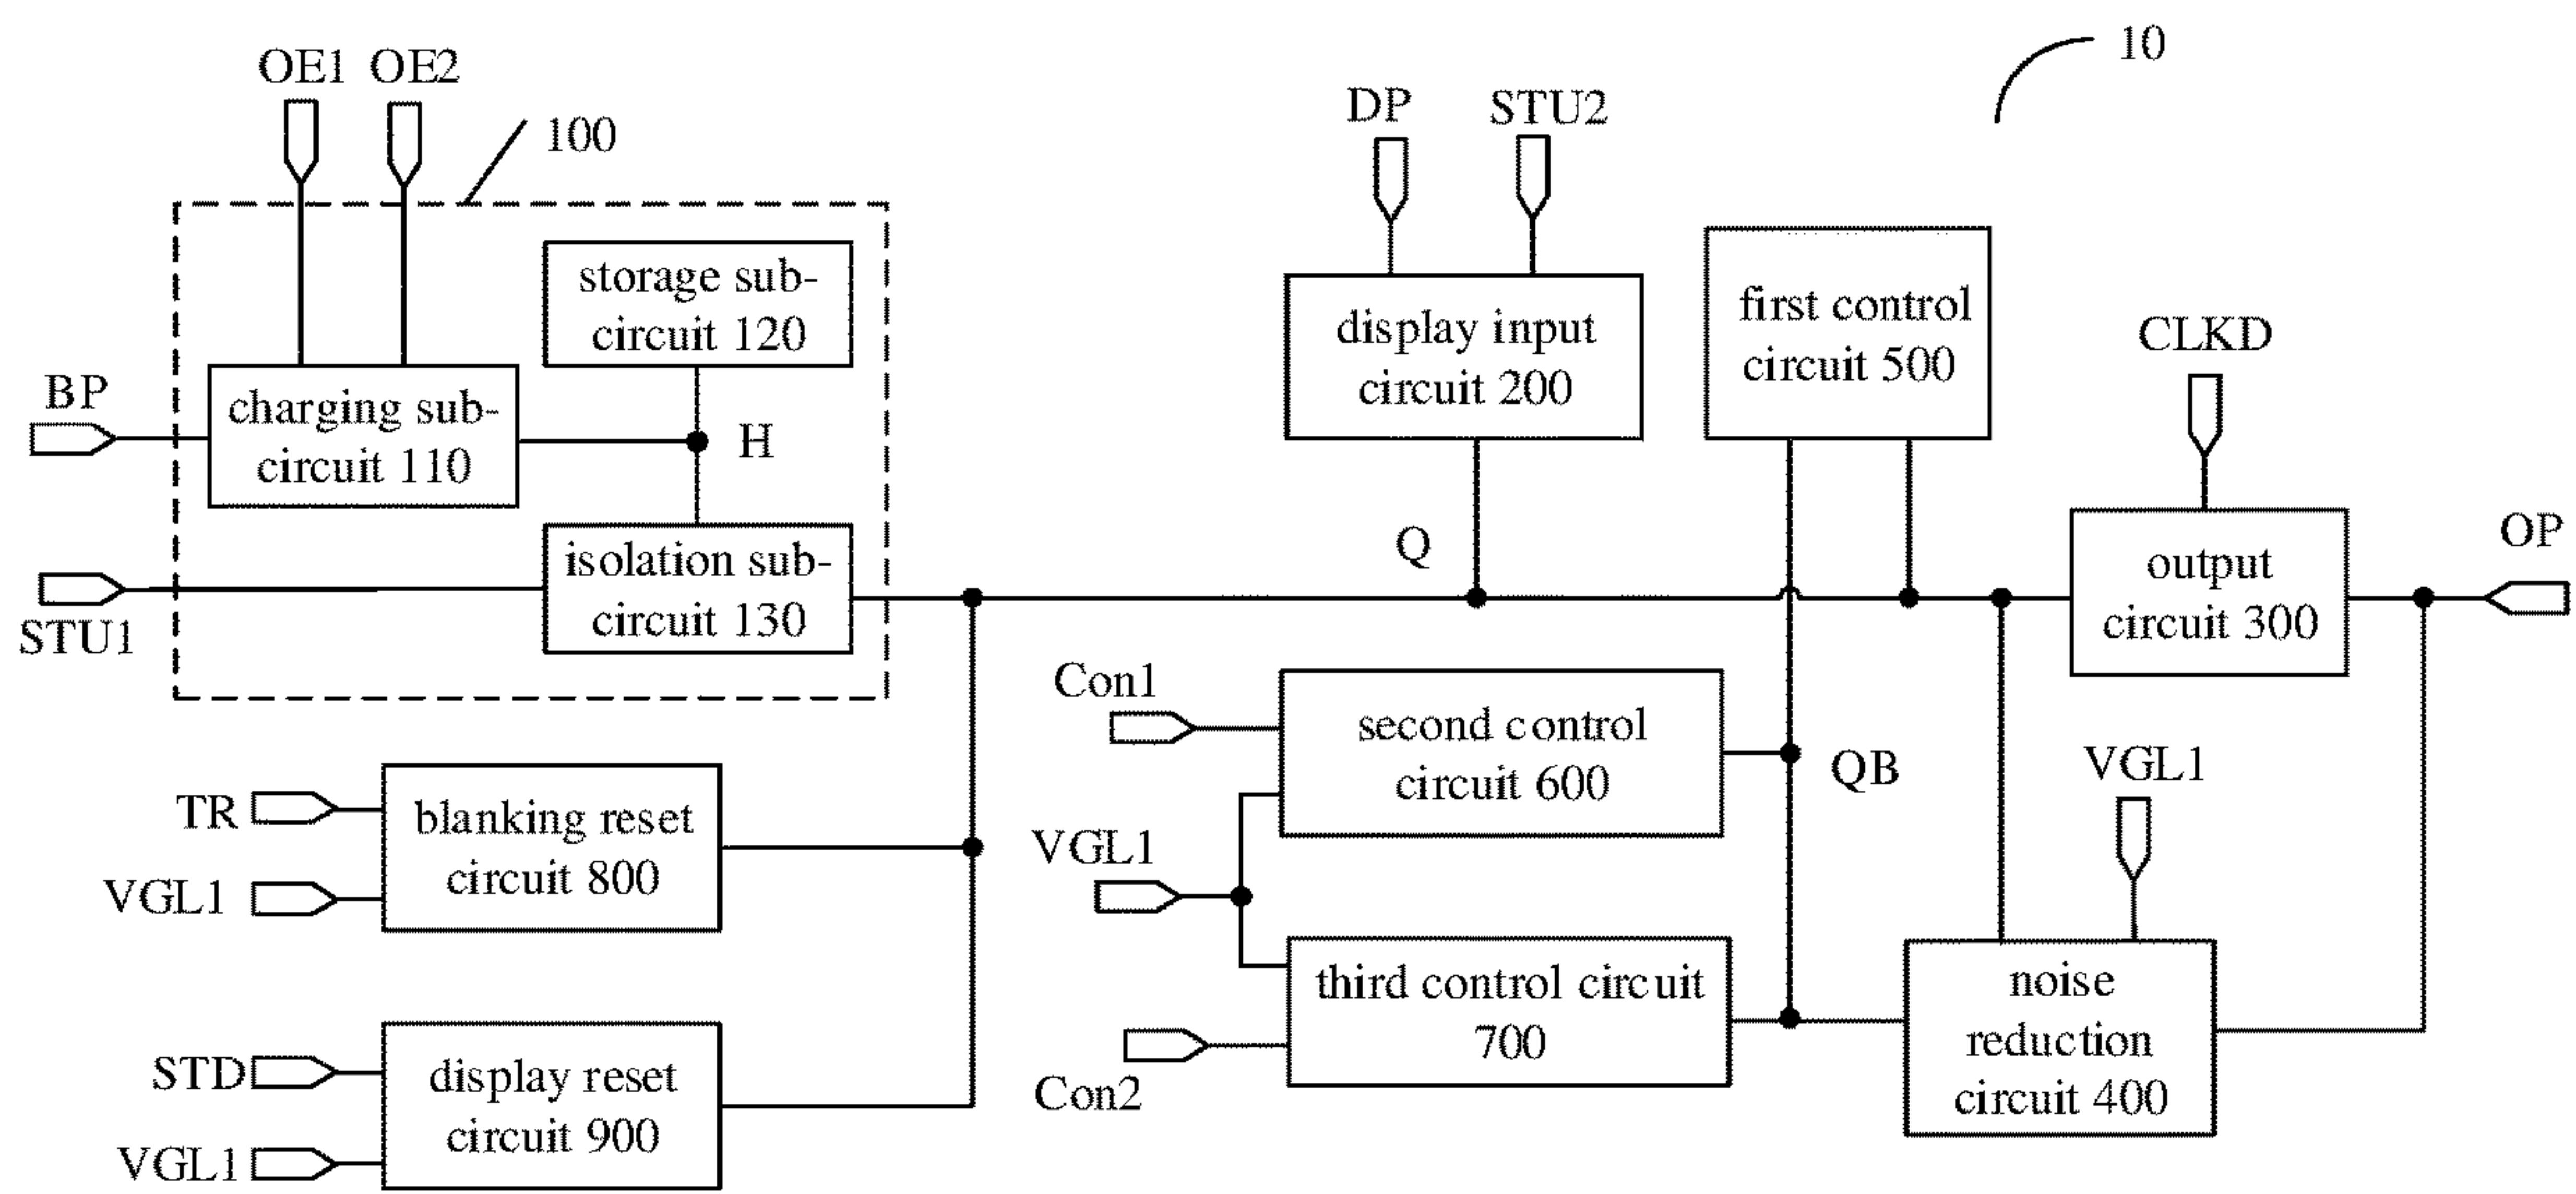 10
OE1 OE2
DP
STU2
100
storage sub-
circuit 120
display input
circuit 200
first control
circuit 500
CLKD
BP
charging sub-
circuit 110
H
Q
OP
isolation sub-
circuit 130
output
circuit 300
STU1
Con1
second control
circuit 600
QB
VGL1
TR
blanking reset
circuit 800
VGL1
VGL1
third control circuit
700
noise
reduction
circuit 400
STD
display reset
circuit 900
Con2
VGL1